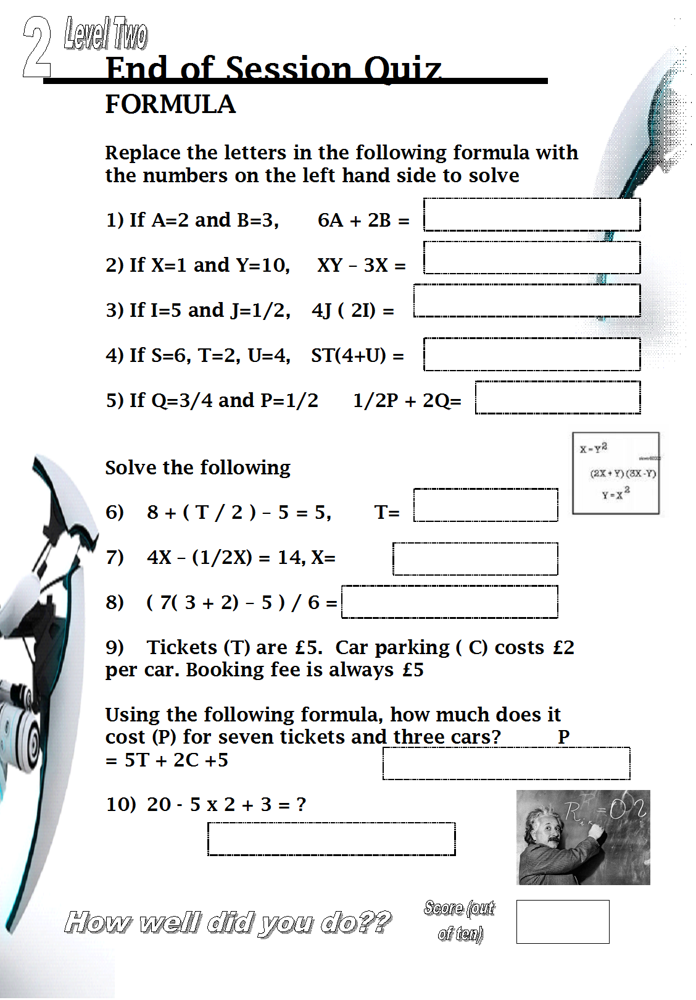 2 Level Two
End of Session Quiz
FORMULA
Replace the letters in the following formula with
the numbers on the left hand side to solve
1) If A=2 and B=3, 6A + 2B =
2) If X=1 and Y=10, XY – 3X =
3) If I=5 and J=1/2, 4J ( 2I) =
4) If S=6, T=2, U=4, ST(4+U) =
5) If Q=3/4 and P=1/2 1/2P + 2Q=
X = Y²
(2X + Y) (3X -Y)
Y = X²
Solve the following
6) 8 + ( T / 2 ) – 5 = 5, T=
7) 4X – (1/2X) = 14, X=
8) ( 7( 3 + 2) – 5 ) / 6 =
9) Tickets (T) are £5. Car parking ( C) costs £2
per car. Booking fee is always £5
Using the following formula, how much does it
cost (P) for seven tickets and three cars? P
= 5T + 2C +5
10) 20 - 5 x 2 + 3 = ?
How well did you do??
Score (out
of ten)